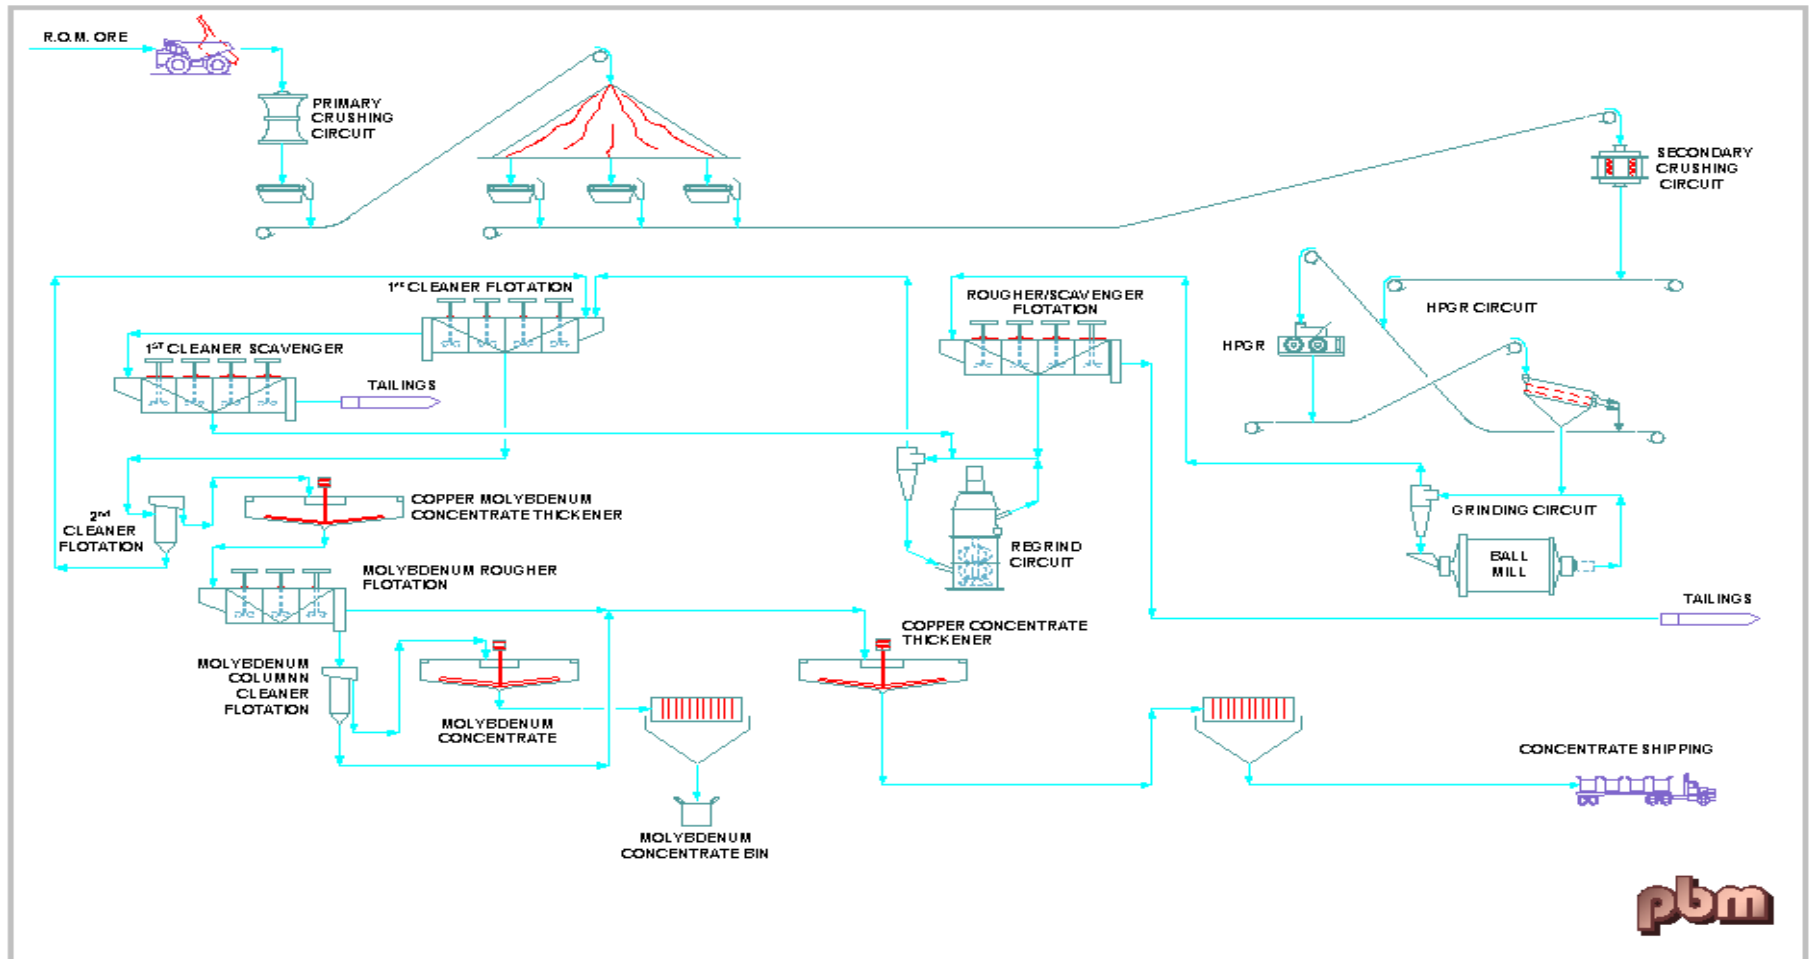 R.O.M. ORE
PRIMARY
CRUSHING
CIRCUIT
SECONDARY
CRUSHING
CIRCUIT
1ST CLEANER FLOTATION
ROUGHER/SCAVENGER
FLOTATION
HPGR CIRCUIT
HPGR
1ST CLEANER SCAVENGER
TAILINGS
COPPER MOLYBDENUM
CONCENTRATE THICKENER
2nd
CLEANER
FLOTATION
GRINDING CIRCUIT
BALL
MILL
REGRIND
CIRCUIT
MOLYBDENUM ROUGHER
FLOTATION
TAILINGS
COPPER CONCENTRATE
THICKENER
MOLYBDENUM
COLUMNN
CLEANER
FLOTATION
MOLYBDENUM
CONCENTRATE
CONCENTRATE SHIPPING
MOLYBDENUM
CONCENTRATE BIN
pbm